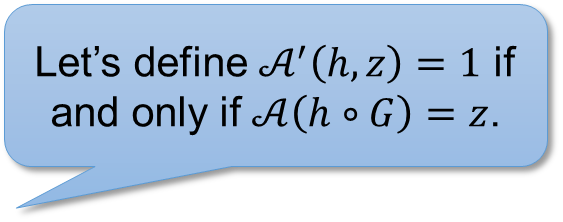 Let’s define 𝒜′(ℎ, 𝑧) = 1 if
and only if 𝒜(ℎ ∘ 𝐺) = 𝑧.